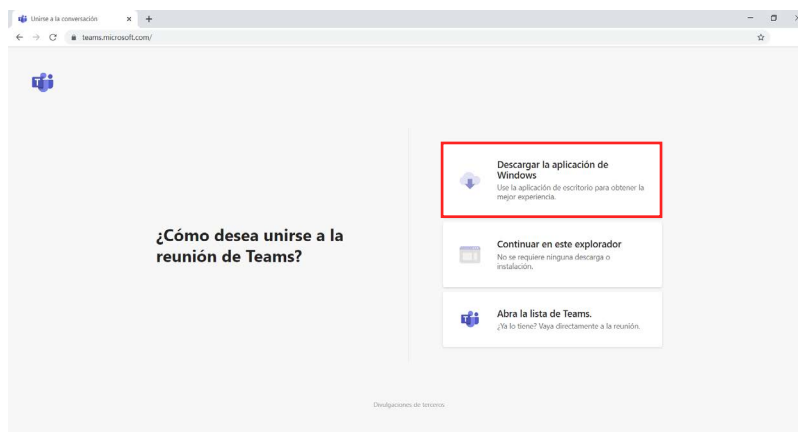 Unirse a la conversación
teams.microsoft.com/
¿Cómo desea unirse a la
reunión de Teams?
Descargar la aplicación de
Windows
Use la aplicación de escritorio para obtener la
mejor experiencia.
Continuar en este explorador
No se requiere ninguna descarga o
instalación.
Abra la lista de Teams.
¿Ya lo tiene? Vaya directamente a la reunión.
Divulgaciones de terceros